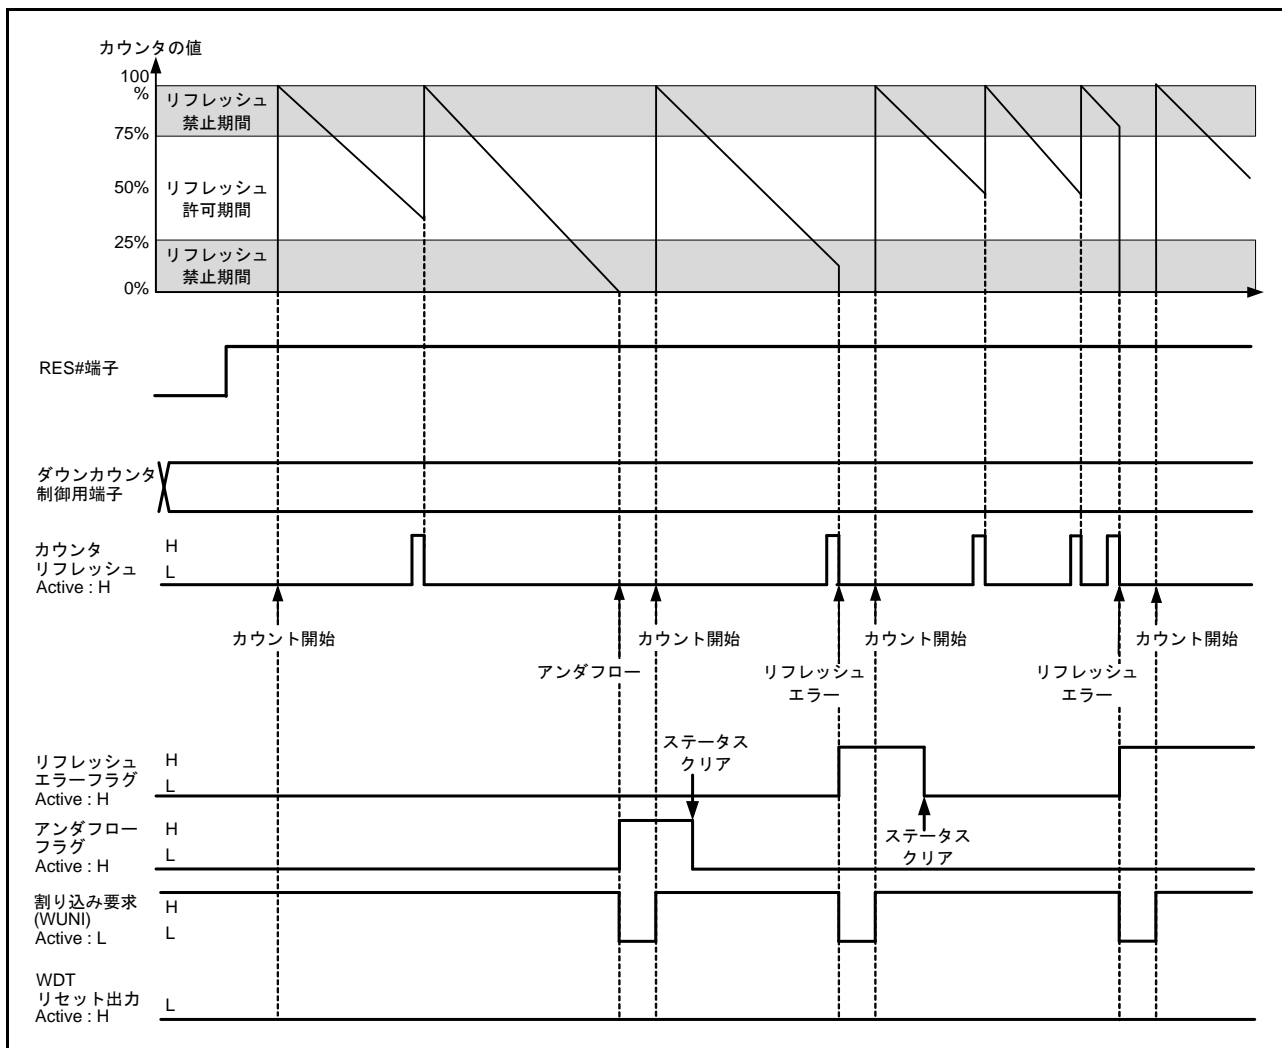 カウンタの値
100
%
リフレッシュ
禁止期間
75%
50%
リフレッシュ
許可期間
25%
リフレッシュ
禁止期間
0%
RES#端子
ダウンカウンタ
制御用端子
カウンタ
リフレッシュ
Active : H
H
L
カウント開始
カウント開始
カウント開始
カウント開始
アンダフロー
リフレッシュ
エラー
リフレッシュ
エラー
ステータス
クリア
リフレッシュ
エラーフラグ
Active : H
H
L
アンダフロー
フラグ
Active : H
H
L
ステータス
クリア
割り込み要求
(WUNI)
Active : L
H
L
WDT
リセット出力
Active : H
L